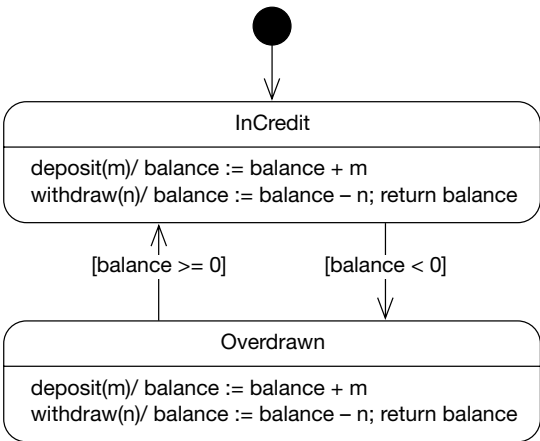 InCredit
deposit(m)/ balance := balance + m
withdraw(n)/ balance := balance – n; return balance
[balance >= 0]
[balance < 0]
Overdrawn
deposit(m)/ balance := balance + m
withdraw(n)/ balance := balance – n; return balance